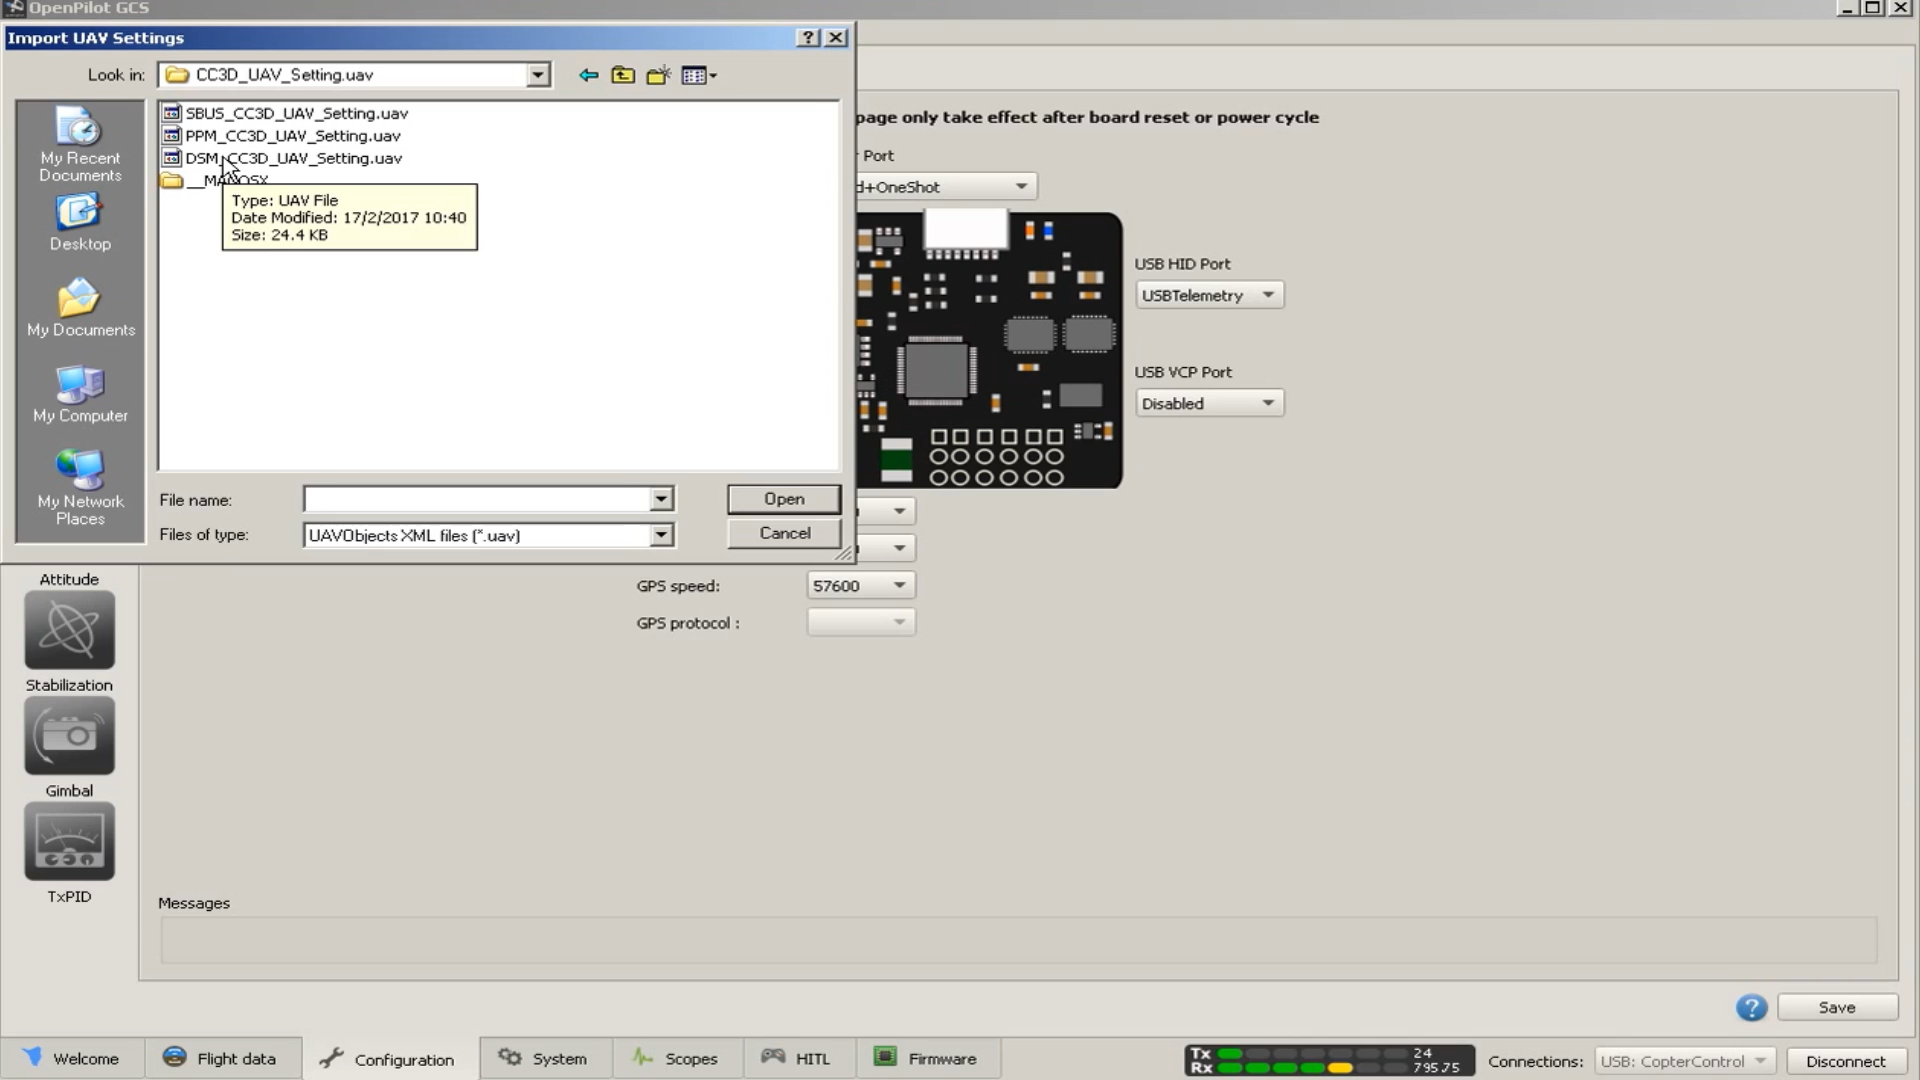 OpenPilot GCS
Import UAV Settings
Look in:
CC3D_UAV_Setting.uav
SBUS_CC3D_UAV_Setting.uav
PPM_CC3D_UAV_Setting.uav
DSM_CC3D_UAV_Setting.uav
__MACOSX
Type: UAV File
Date Modified: 17/2/2017 10:40
Size: 24.4 KB
My Recent
Documents
Desktop
My Documents
My Computer
My Network
Places
File name:
Open
Files of type:
UAVObjects XML files (*.uav)
Cancel
page only take effect after board reset or power cycle
Port
d+OneShot
USB HID Port
USBTelemetry
USB VCP Port
Disabled
GPS speed:
57600
GPS protocol :
Attitude
Stabilization
Gimbal
TxPID
Messages
Save
Welcome
Flight data
Configuration
System
Scopes
HITL
Firmware
Tx
24
Rx
795.75
Connections:
USB: CopterControl
Disconnect